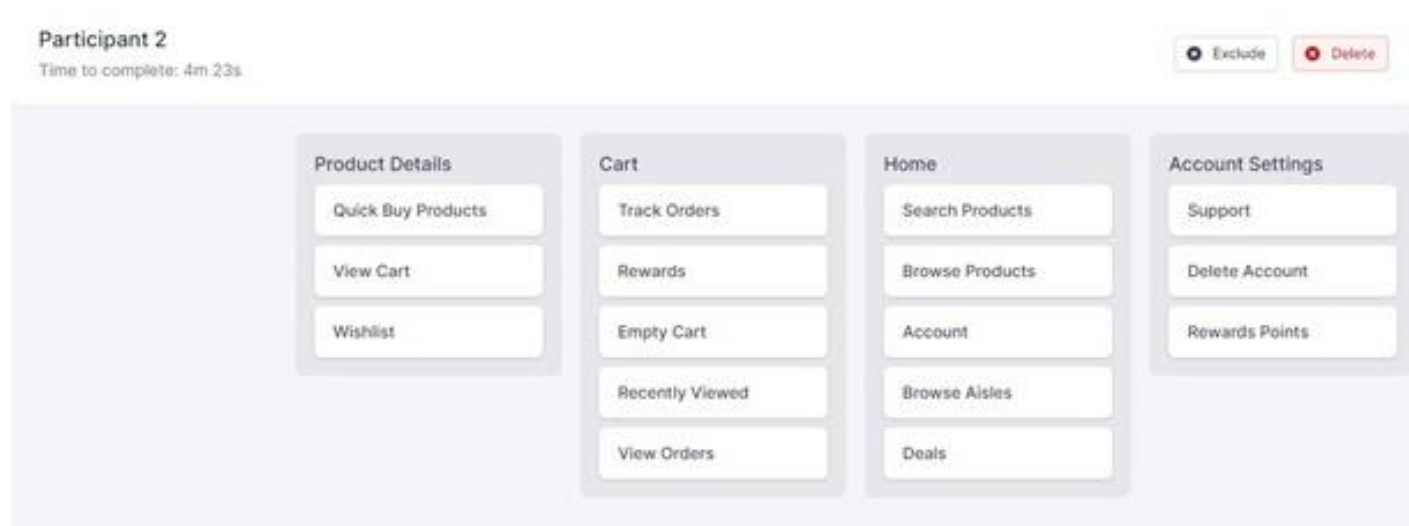 Participant 2
Time to complete: 4m 23s
Exclude
Delete
Product Details
Quick Buy Products
View Cart
Wishlist
Cart
Track Orders
Rewards
Empty Cart
Recently Viewed
View Orders
Home
Search Products
Browse Products
Account
Browse Aisles
Deals
Account Settings
Support
Delete Account
Rewards Points